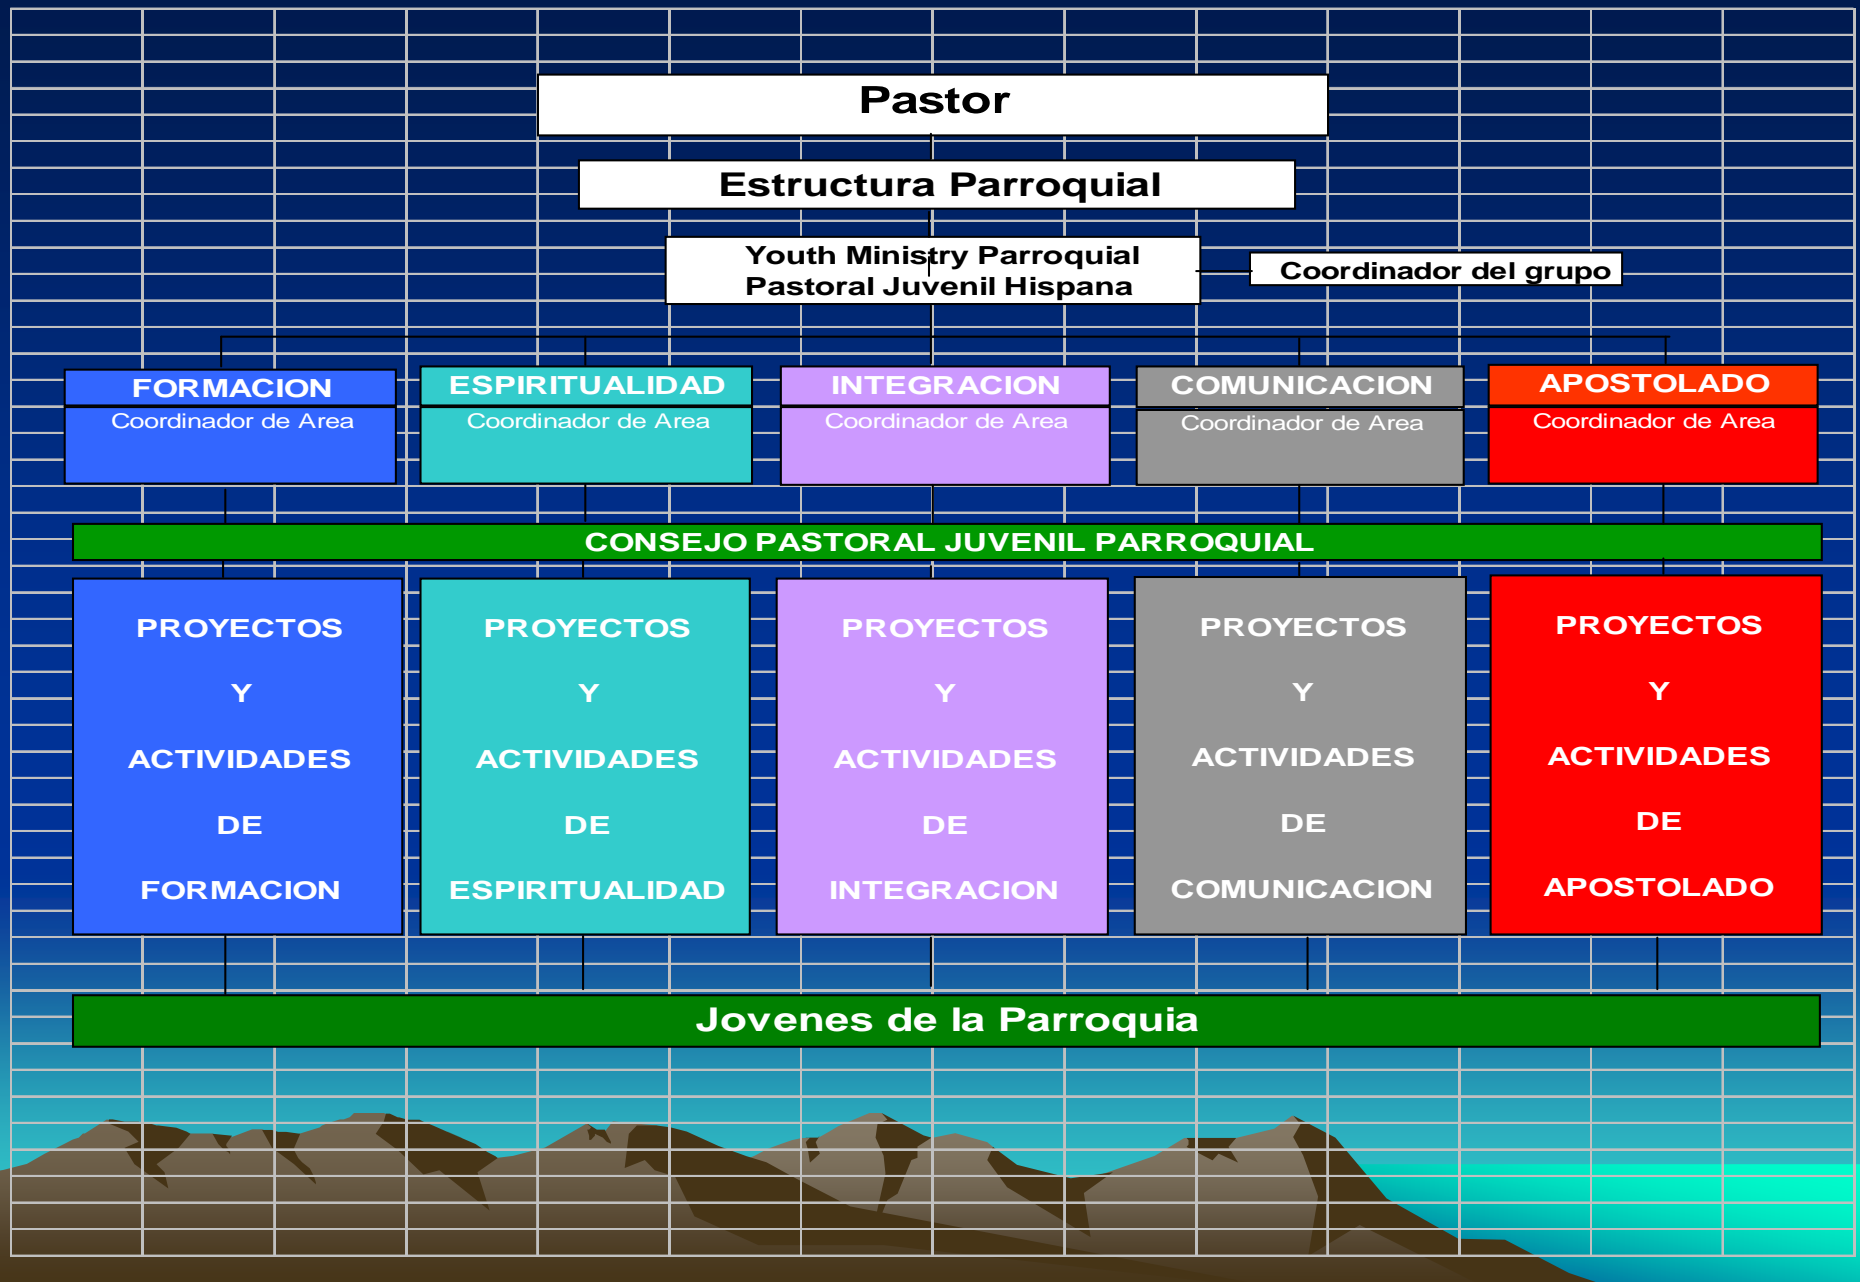 Pastor
Estructura Parroquial
Youth Ministry Parroquial
Pastoral Juvenil Hispana
Coordinador del grupo
FORMACION
Coordinador de Area
ESPIRITUALIDAD
Coordinador de Area
INTEGRACION
Coordinador de Area
COMUNICACION
Coordinador de Area
APOSTOLADO
Coordinador de Area
CONSEJO PASTORAL JUVENIL PARROQUIAL
PROYECTOS
Y
ACTIVIDADES
DE
FORMACION
PROYECTOS
Y
ACTIVIDADES
DE
ESPIRITUALIDAD
PROYECTOS
Y
ACTIVIDADES
DE
INTEGRACION
PROYECTOS
Y
ACTIVIDADES
DE
COMUNICACION
PROYECTOS
Y
ACTIVIDADES
DE
APOSTOLADO
Jovenes de la Parroquia